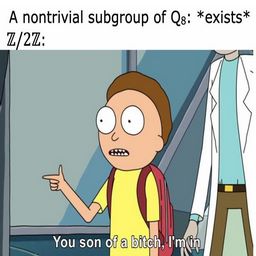 A nontrivial subgroup of Q₈: *exists*
ℤ/2ℤ:
You son of a bitch, I'm in